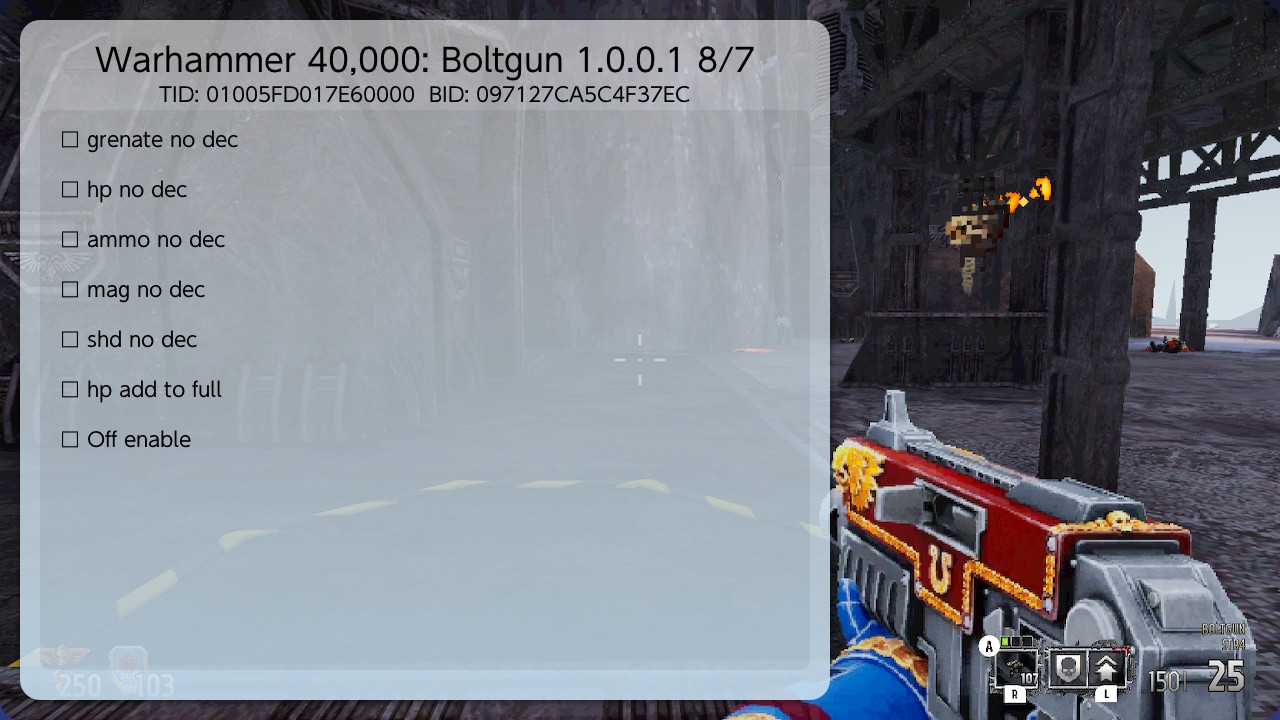 Warhammer 40,000: Boltgun 1.0.0.1 8/7
TID: 01005FD017E60000 BID: 097127CA5C4F37EC
☐ grenate no dec
☐ hp no dec
☐ ammo no dec
☐ mag no dec
☐ shd no dec
☐ hp add to full
☐ Off enable
250 103
A
107
R
L
BOLTGUN
STR4
150 25